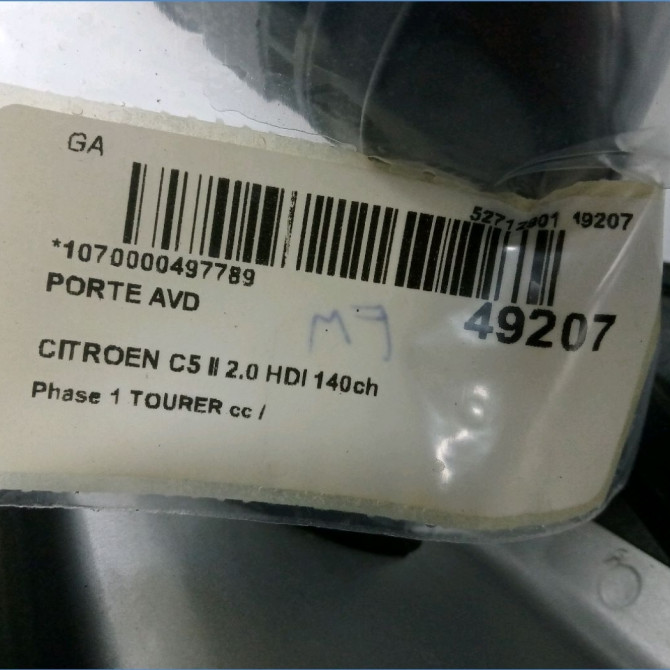 GA
49207
*1070000497789
PORTE AVD
49207
CITROEN C5 II 2.0 HDI 140ch
Phase 1 TOURER cc /